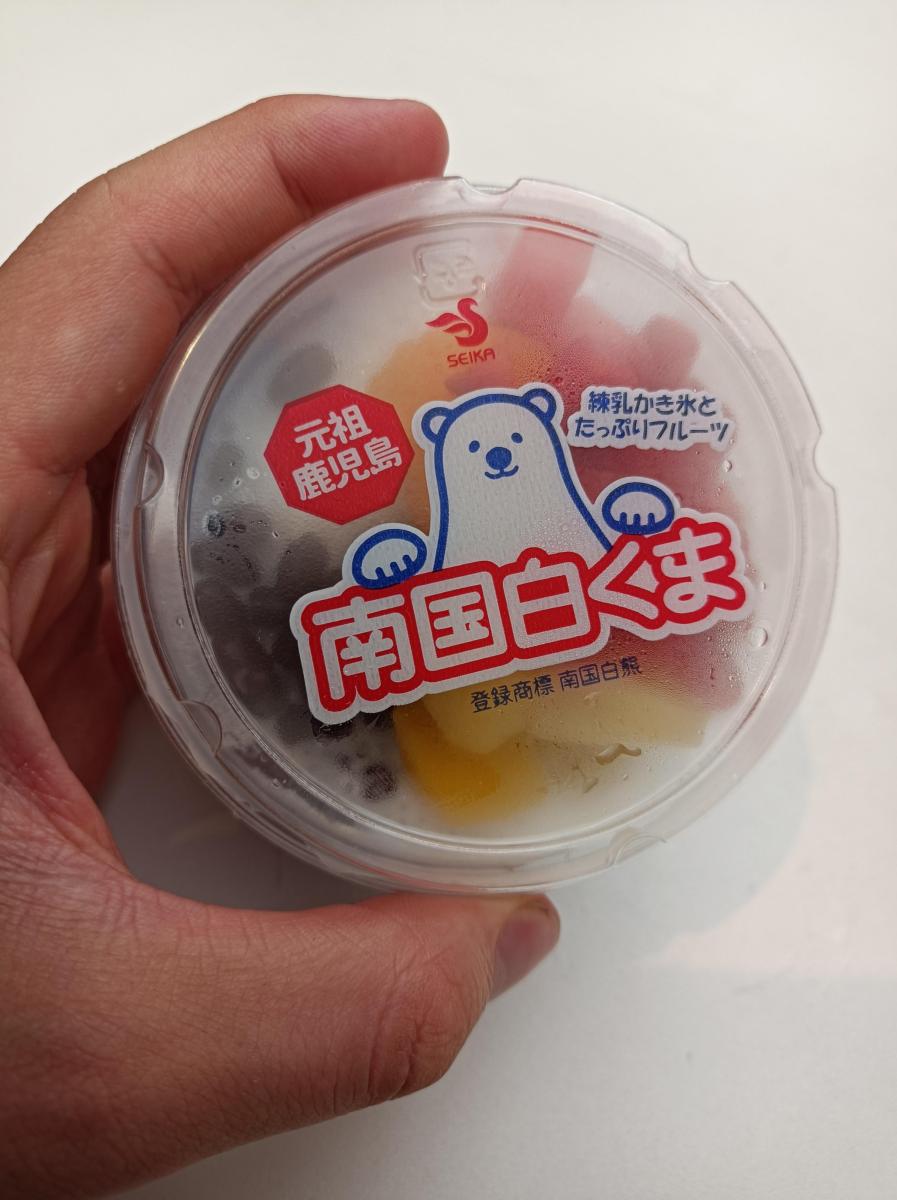 SEIKA
元祖
鹿児島
練乳かき氷と
たっぷりフルーツ
南国白くま
登録商標 南国白熊